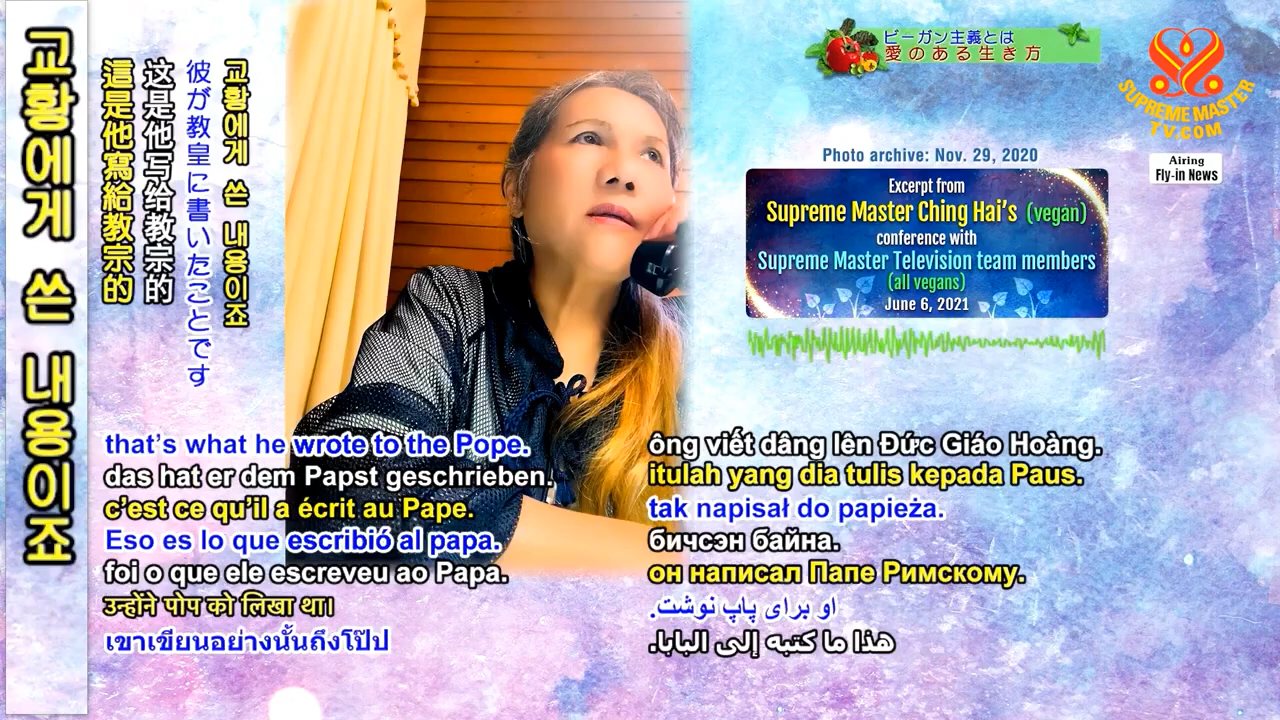 교황에게 쓴 내용이죠
這是他寫給教宗的
这是他写给教宗的
彼が教皇に書いたことです
교황에게 쓴 내용이죠
ビーガン主義とは
愛のある生き方
SUPREME MASTER
TV.COM
Airing
Fly-in News
Photo archive: Nov. 29, 2020
Excerpt from
Supreme Master Ching Hai's (vegan)
conference with
Supreme Master Television team members
(all vegans)
June 6, 2021
that's what he wrote to the Pope.
das hat er dem Papst geschrieben.
c'est ce qu'il a écrit au Pape.
Eso es lo que escribió al papa.
foi o que ele escreveu ao Papa.
उन्होंने पोप को लिखा था।
เขาเขียนอย่างนั้นถึงโป๊ป
ông viết dâng lên Đức Giáo Hoàng.
itulah yang dia tulis kepada Paus.
tak napisał do papieża.
бичсэн байна.
он написал Папе Римскому.
او برای پاپ نوشت.
هذا ما كتبه إلى البابا.